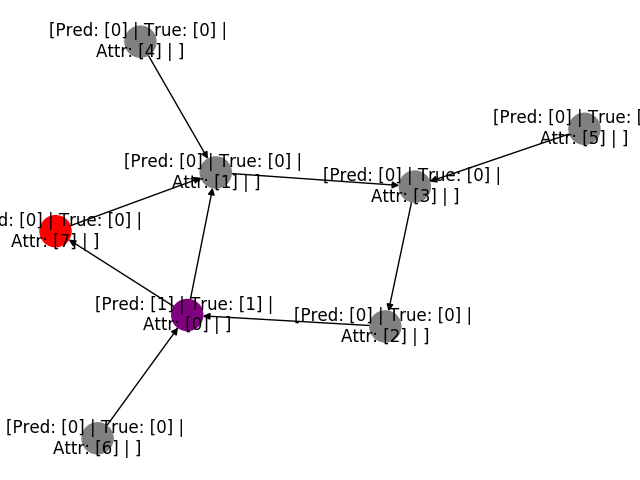 [Pred: [0] | True: [0] |
Attr: [4] | ]
[Pred: [0] | True: [
Attr: [5] | ]
[Pred: [0] | True: [0] |
Attr: [1] | ]
[Pred: [0] | True: [0] |
Attr: [3] | ]
d: [0] | True: [0] |
Attr: [7] | ]
[Pred: [1] | True: [1] |
Attr: [0] | ]
[Pred: [0] | True: [0] |
Attr: [2] | ]
[Pred: [0] | True: [0] |
Attr: [6] | ]